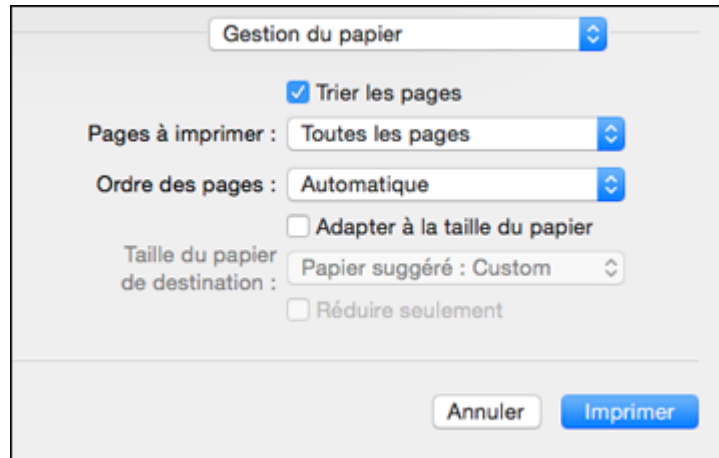 Gestion du papier
Trier les pages
Pages à imprimer : Toutes les pages
Ordre des pages : Automatique
Adapter à la taille du papier
Taille du papier
de destination : Papier suggéré : Custom
Réduire seulement
Annuler Imprimer